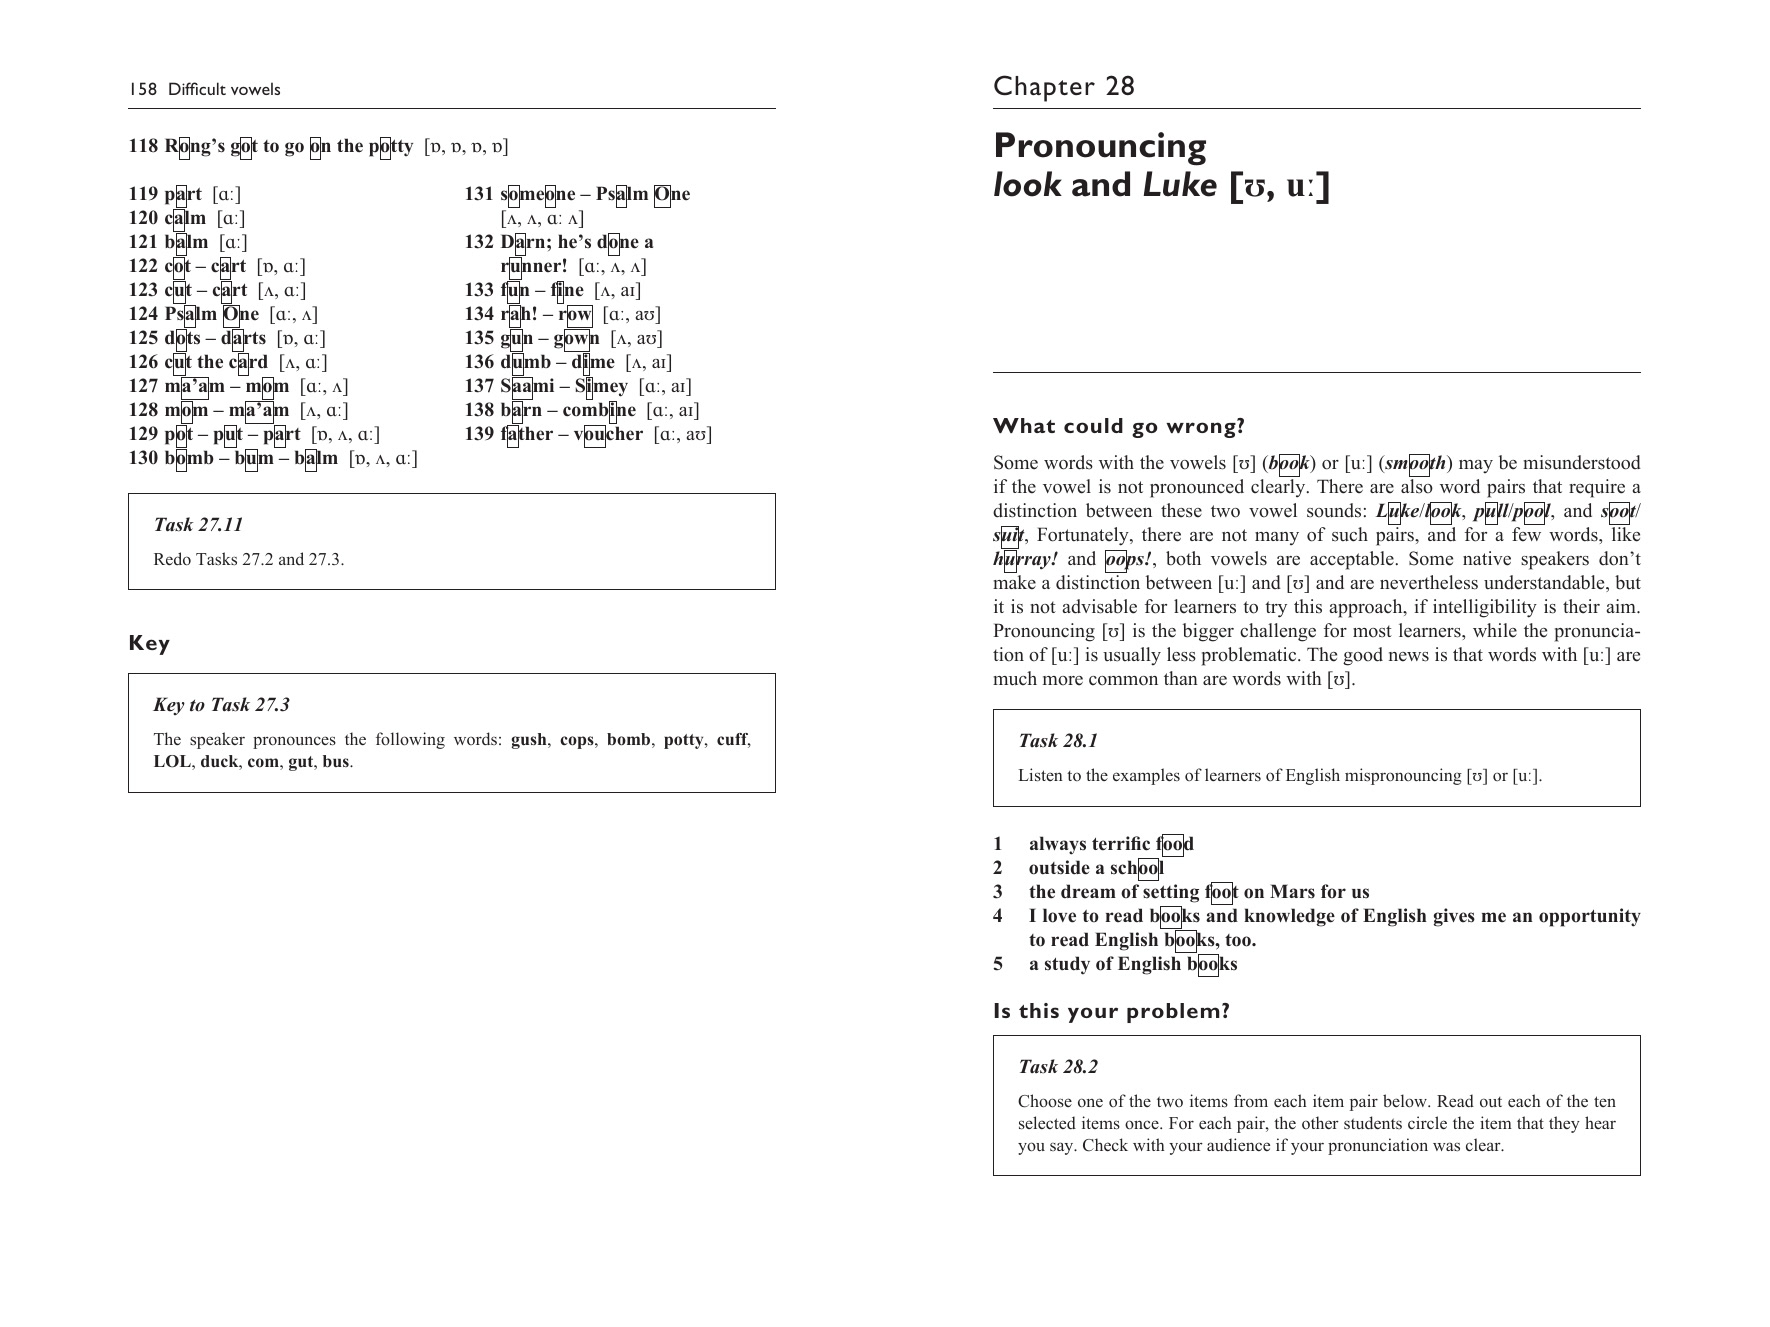 158 Difficult vowels
118 Rong’s got to go on the potty [ɒ, ɒ, ɒ, ɒ]
119 part [ɑː]
120 calm [ɑː]
121 balm [ɑː]
122 cot – cart [ɒ, ɑː]
123 cut – cart [ʌ, ɑː]
124 Psalm One [ɑː, ʌ]
125 dots – darts [ɒ, ɑː]
126 cut the card [ʌ, ɑː]
127 ma’am – mom [ɑː, ʌ]
128 mom – ma’am [ʌ, ɑː]
129 pot – put – part [ɒ, ʌ, ɑː]
130 bomb – bum – balm [ɒ, ʌ, ɑː]
131 someone – Psalm One
[ʌ, ʌ, ɑː ʌ]
132 Darn; he’s done a
runner! [ɑː, ʌ, ʌ]
133 fun – fine [ʌ, aɪ]
134 rah! – row [ɑː, aʊ]
135 gun – gown [ʌ, aʊ]
136 dumb – dime [ʌ, aɪ]
137 Saami – Simey [ɑː, aɪ]
138 barn – combine [ɑː, aɪ]
139 father – voucher [ɑː, aʊ]
Task 27.11
Redo Tasks 27.2 and 27.3.
Key
Key to Task 27.3
The speaker pronounces the following words: gush, cops, bomb, potty, cuff,
LOL, duck, com, gut, bus.
Chapter 28
Pronouncing
look and Luke [ʊ, uː]
What could go wrong?
Some words with the vowels [ʊ] (book) or [uː] (smooth) may be misunderstood
if the vowel is not pronounced clearly. There are also word pairs that require a
distinction between these two vowel sounds: Luke/look, pull/pool, and soot/
suit, Fortunately, there are not many of such pairs, and for a few words, like
hurray! and oops!, both vowels are acceptable. Some native speakers don’t
make a distinction between [uː] and [ʊ] and are nevertheless understandable, but
it is not advisable for learners to try this approach, if intelligibility is their aim.
Pronouncing [ʊ] is the bigger challenge for most learners, while the pronuncia-
tion of [uː] is usually less problematic. The good news is that words with [uː] are
much more common than are words with [ʊ].
Task 28.1
Listen to the examples of learners of English mispronouncing [ʊ] or [uː].
1 always terrific food
2 outside a school
3 the dream of setting foot on Mars for us
4 I love to read books and knowledge of English gives me an opportunity
to read English books, too.
5 a study of English books
Is this your problem?
Task 28.2
Choose one of the two items from each item pair below. Read out each of the ten
selected items once. For each pair, the other students circle the item that they hear
you say. Check with your audience if your pronunciation was clear.